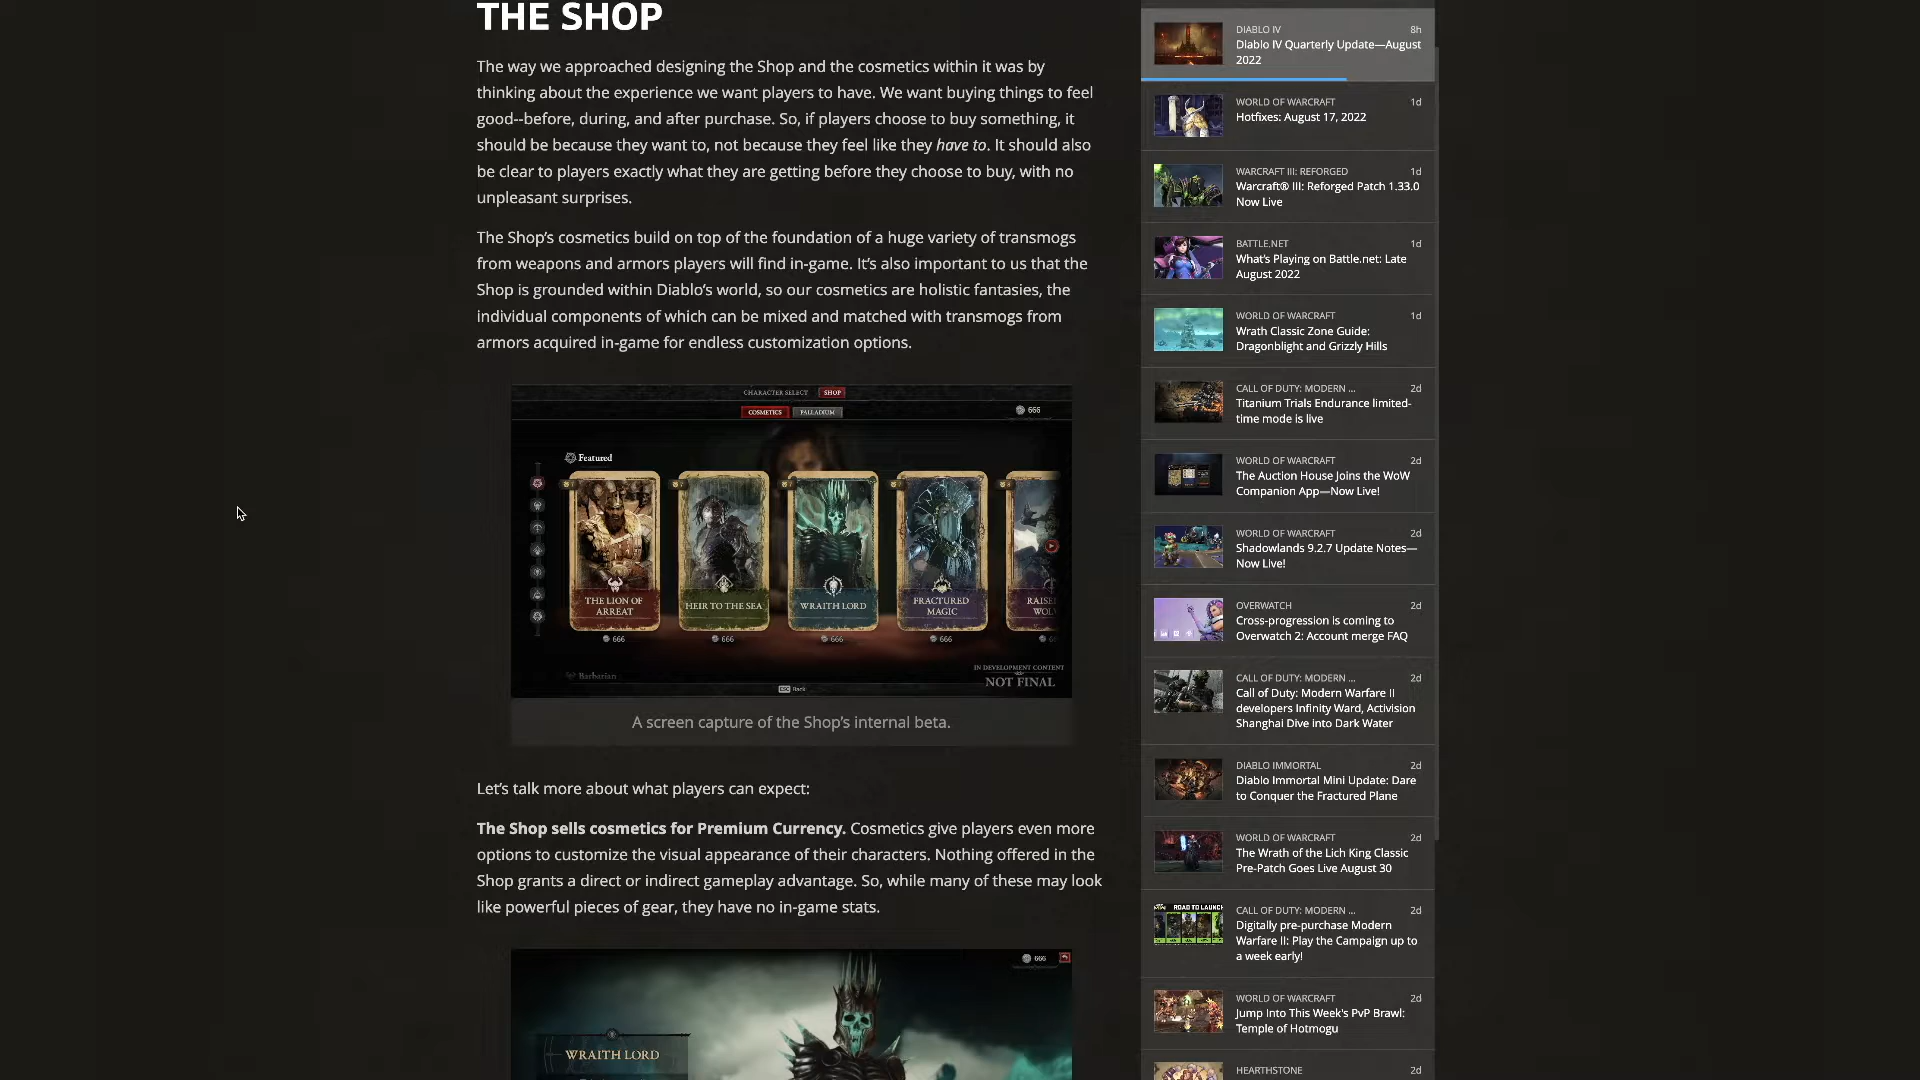 THE SHOP
The way we approached designing the Shop and the cosmetics within it was by
thinking about the experience we want players to have. We want buying things to feel
good--before, during, and after purchase. So, if players choose to buy something, it
should be because they want to, not because they feel like they have to. It should also
be clear to players exactly what they are getting before they choose to buy, with no
unpleasant surprises.
The Shop’s cosmetics build on top of the foundation of a huge variety of transmogs
from weapons and armors players will find in-game. It’s also important to us that the
Shop is grounded within Diablo’s world, so our cosmetics are holistic fantasies, the
individual components of which can be mixed and matched with transmogs from
armors acquired in-game for endless customization options.
CHARACTER SELECT SHOP
COSMETICS PALLADIUM
666
Featured
THE LION OF
ARREAT
HEIR TO THE SEA
WRAITH LORD
FRACTURED
MAGIC
666 666 666 666
Barbarian
IN DEVELOPMENT CONTENT
NOT FINAL
ESC Back
A screen capture of the Shop’s internal beta.
Let’s talk more about what players can expect:
The Shop sells cosmetics for Premium Currency. Cosmetics give players even more
options to customize the visual appearance of their characters. Nothing offered in the
Shop grants a direct or indirect gameplay advantage. So, while many of these may look
like powerful pieces of gear, they have no in-game stats.
666
WRAITH LORD
DIABLO IV 8h
Diablo IV Quarterly Update—August
2022
WORLD OF WARCRAFT 1d
Hotfixes: August 17, 2022
WARCRAFT III: REFORGED 1d
Warcraft® III: Reforged Patch 1.33.0
Now Live
BATTLE.NET 1d
What’s Playing on Battle.net: Late
August 2022
WORLD OF WARCRAFT 1d
Wrath Classic Zone Guide:
Dragonblight and Grizzly Hills
CALL OF DUTY: MODERN ... 2d
Titanium Trials Endurance limited-
time mode is live
WORLD OF WARCRAFT 2d
The Auction House Joins the WoW
Companion App—Now Live!
WORLD OF WARCRAFT 2d
Shadowlands 9.2.7 Update Notes—
Now Live!
OVERWATCH 2d
Cross-progression is coming to
Overwatch 2: Account merge FAQ
CALL OF DUTY: MODERN ... 2d
Call of Duty: Modern Warfare II
developers Infinity Ward, Activision
Shanghai Dive into Dark Water
DIABLO IMMORTAL 2d
Diablo Immortal Mini Update: Dare
to Conquer the Fractured Plane
WORLD OF WARCRAFT 2d
The Wrath of the Lich King Classic
Pre-Patch Goes Live August 30
ROAD TO LAUNCH
CALL OF DUTY: MODERN ... 2d
Digitally pre-purchase Modern
Warfare II: Play the Campaign up to
a week early!
WORLD OF WARCRAFT 2d
Jump Into This Week's PvP Brawl:
Temple of Hotmogu
HEARTHSTONE 2d